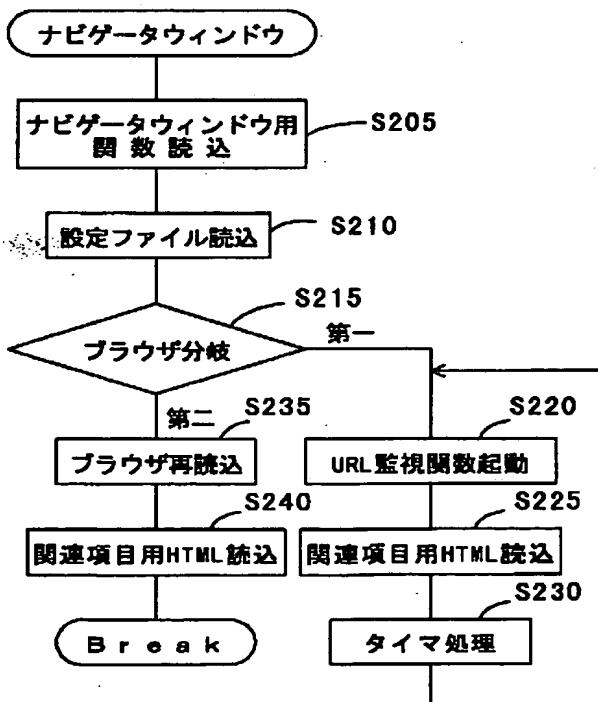 ナビゲータウィンドウ
ナビゲータウィンドウ用
関数読込
S205
設定ファイル読込
S210
S215
ブラウザ分岐
第一
第二
S235
ブラウザ再読込
S240
関連項目用HTML読込
Break
S220
URL監視関数起動
S225
関連項目用HTML読込
S230
タイマ処理